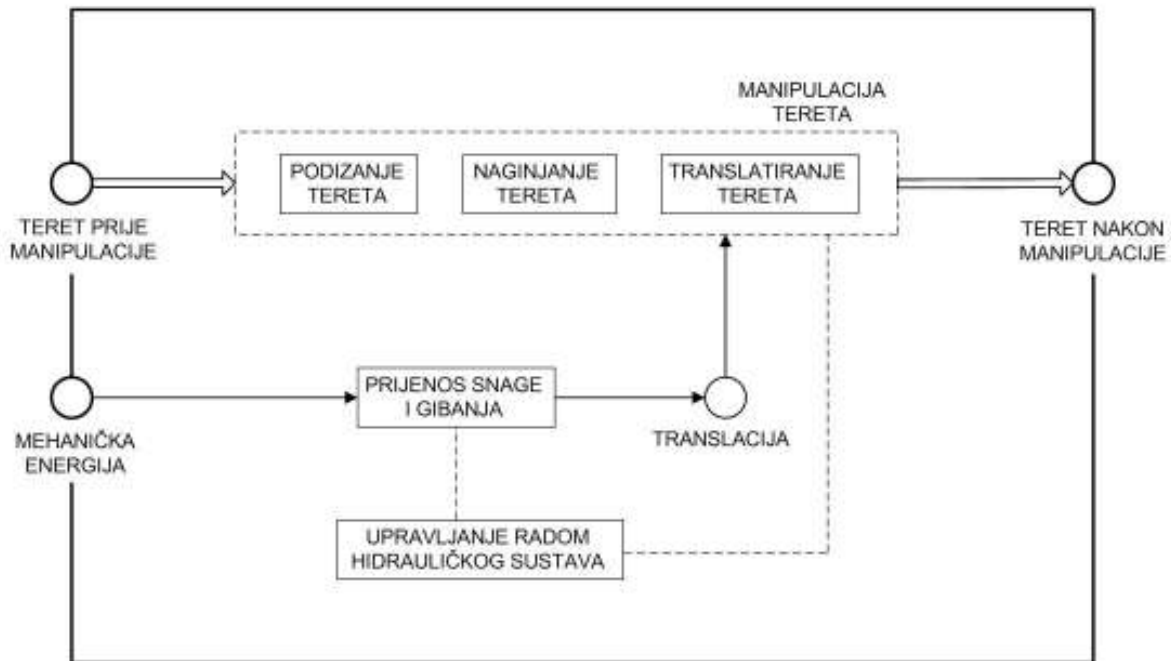 MANIPULACIJA
TERETA
PODIZANJE
TERETA
NAGINJANJE
TERETA
TRANSLATIRANJE
TERETA
TERET PRIJE
MANIPULACIJE
TERET NAKON
MANIPULACIJE
PRIJENOS SNAGE
I GIBANJA
MEHANIČKA
ENERGIJA
TRANSLACIJA
UPRAVLJANJE RADOM
HIDRAULIČKOG SUSTAVA